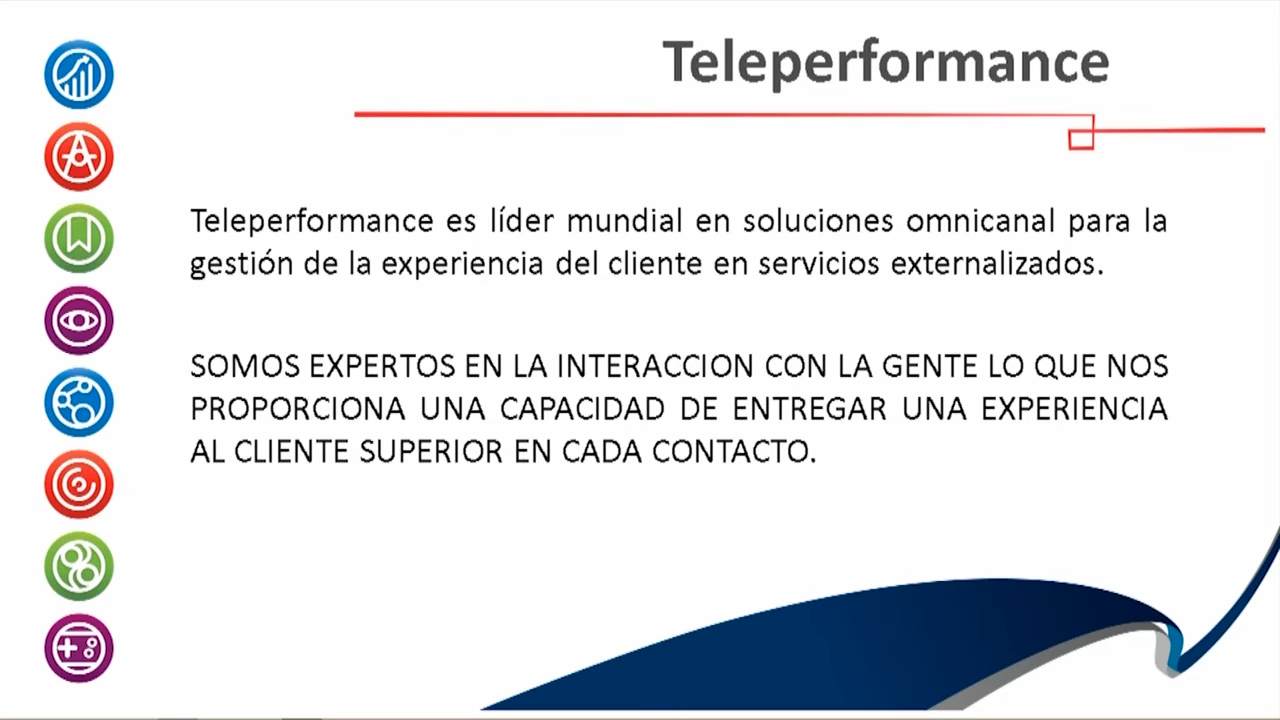 Teleperformance
Teleperformance es líder mundial en soluciones omnicanal para la
gestión de la experiencia del cliente en servicios externalizados.
SOMOS EXPERTOS EN LA INTERACCION CON LA GENTE LO QUE NOS
PROPORCIONA UNA CAPACIDAD DE ENTREGAR UNA EXPERIENCIA
AL CLIENTE SUPERIOR EN CADA CONTACTO.